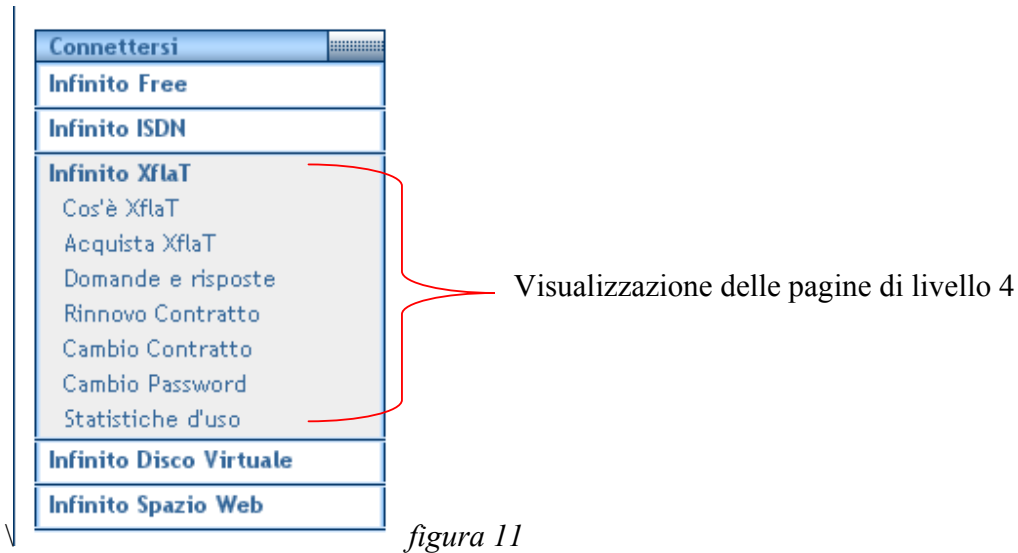 Connettersi
Infinito Free
Infinito ISDN
Infinito XflaT
Cos'è XflaT
Acquista XflaT
Domande e risposte
Rinnovo Contratto
Cambio Contratto
Cambio Password
Statistiche d'uso
Infinito Disco Virtuale
Infinito Spazio Web
Visualizzazione delle pagine di livello 4
\ figura 11